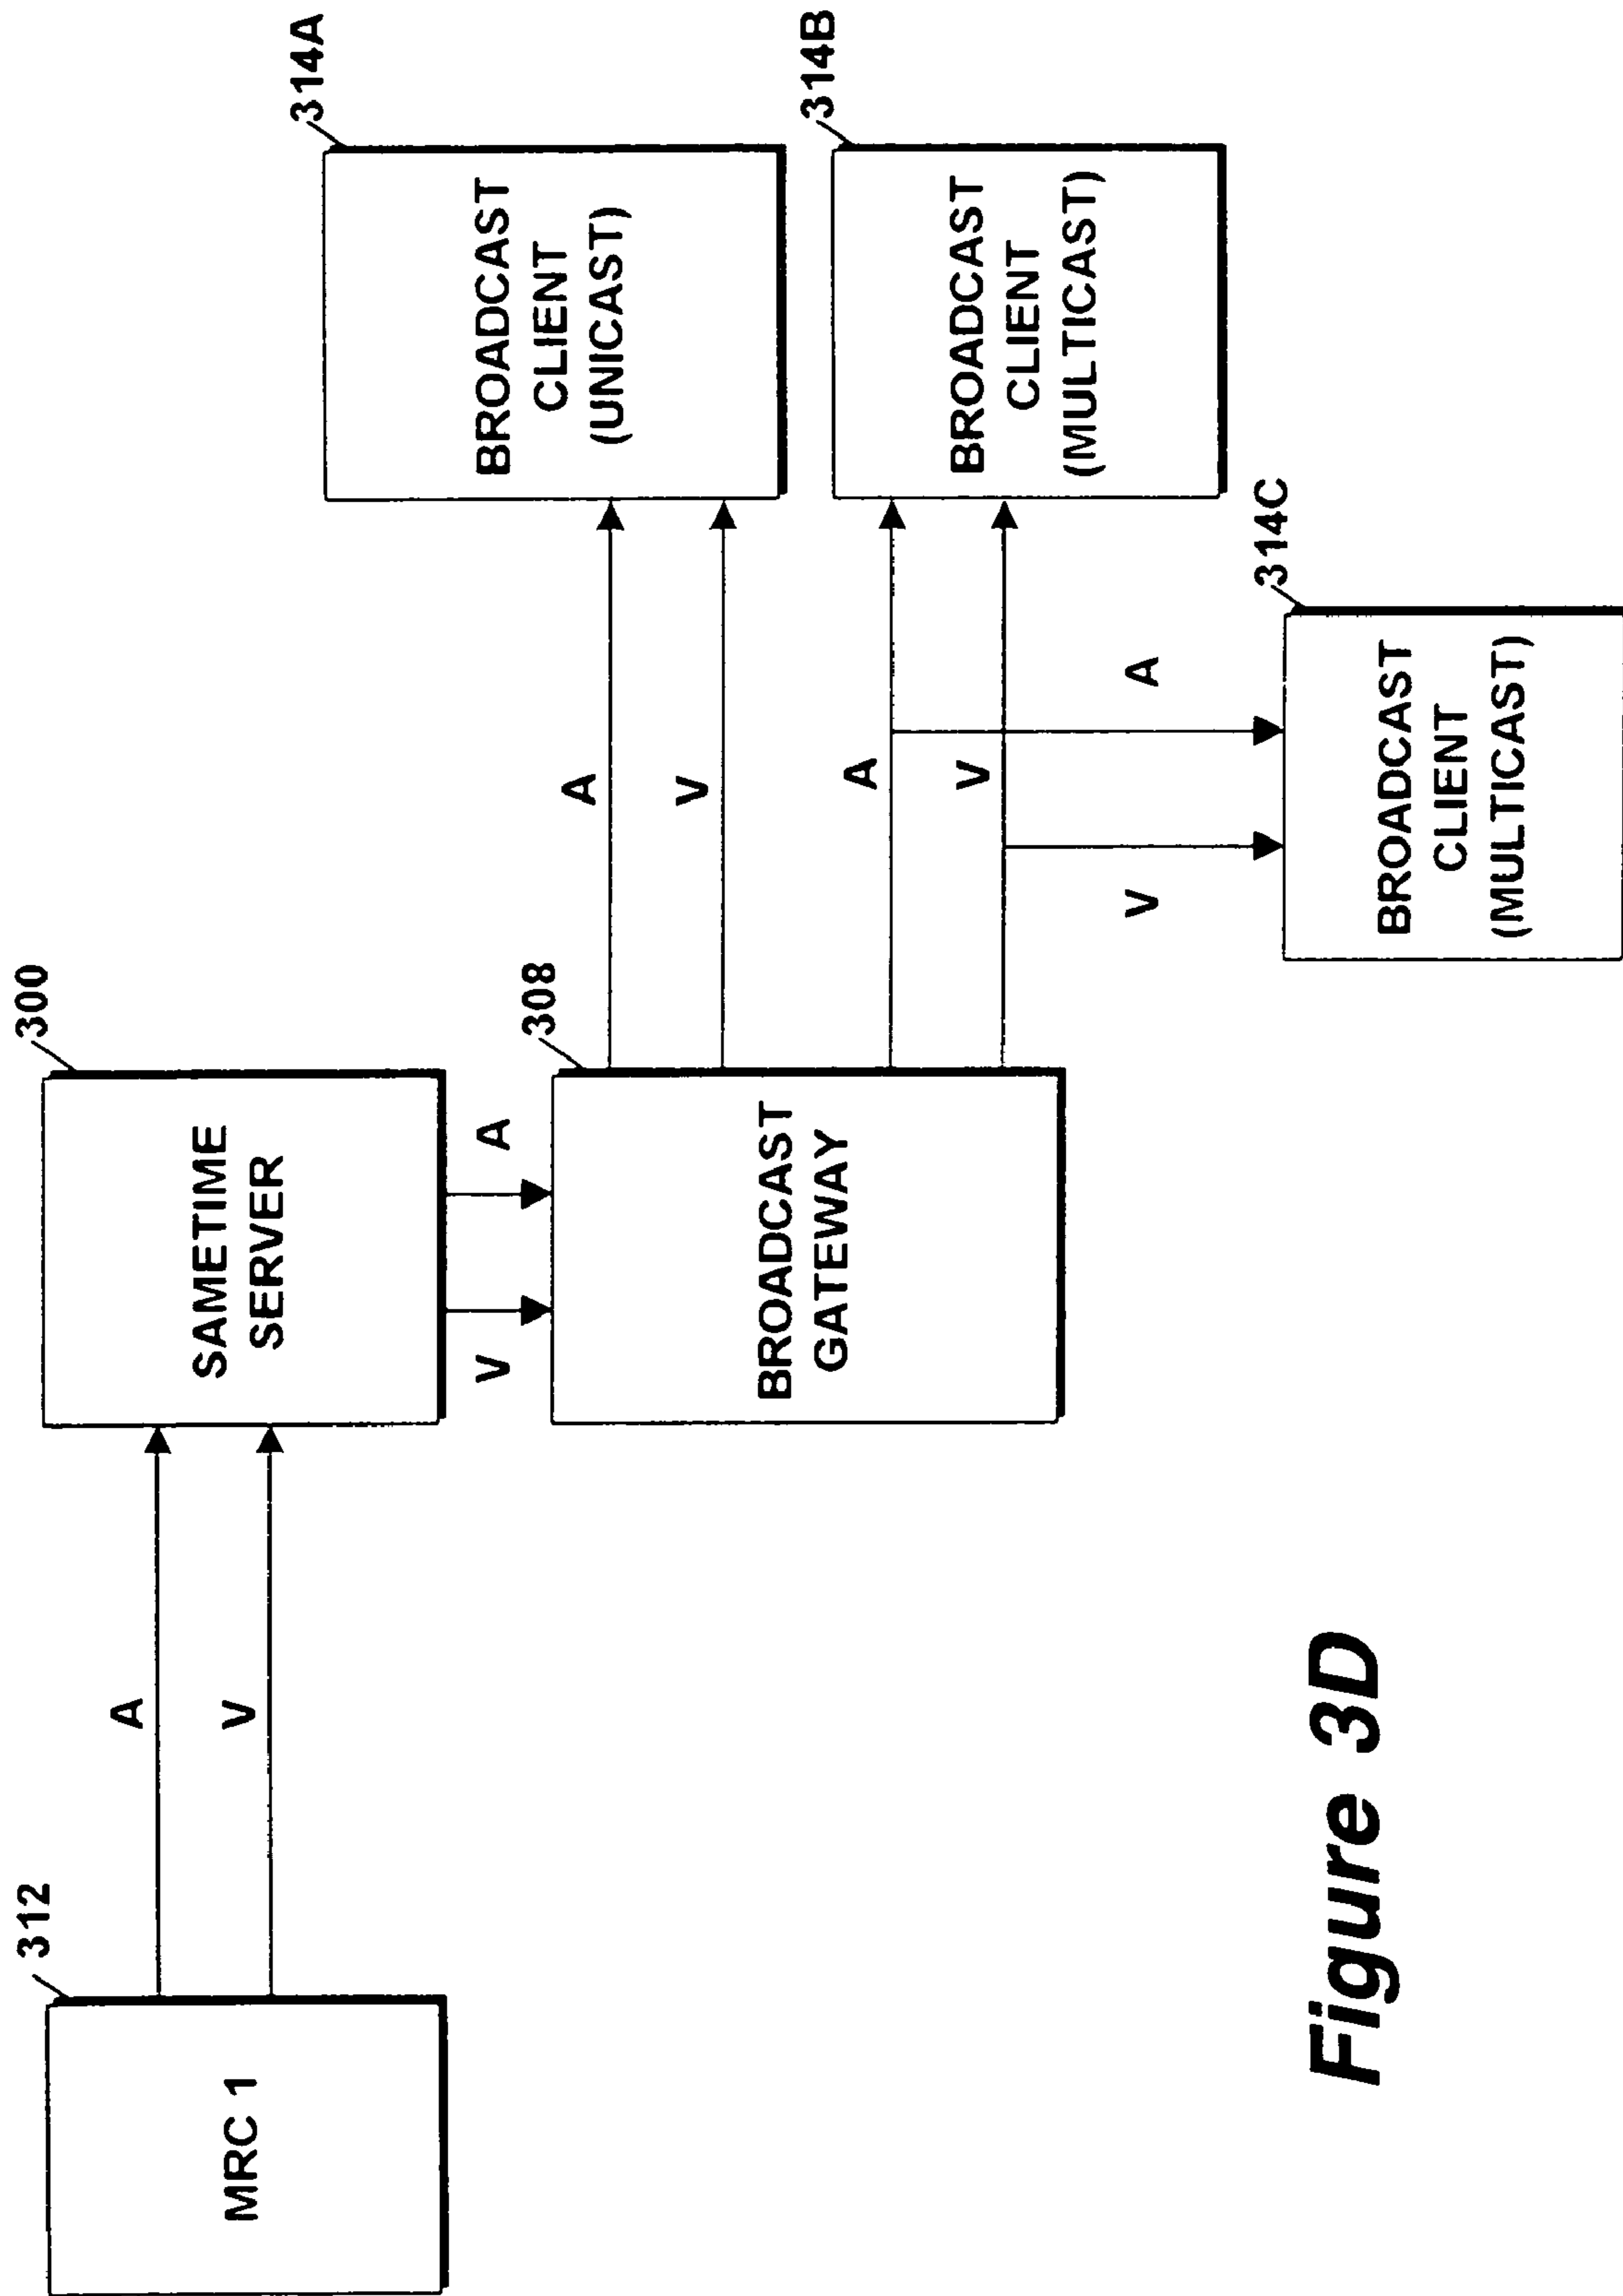 312
MRC 1
A
V
300
SAMETIME
SERVER
V
A
308
BROADCAST
GATEWAY
A
V
A
V
314A
BROADCAST
CLIENT
(UNICAST)
314B
BROADCAST
CLIENT
(MULTICAST)
V
A
314C
BROADCAST
CLIENT
(MULTICAST)
Figure 3D